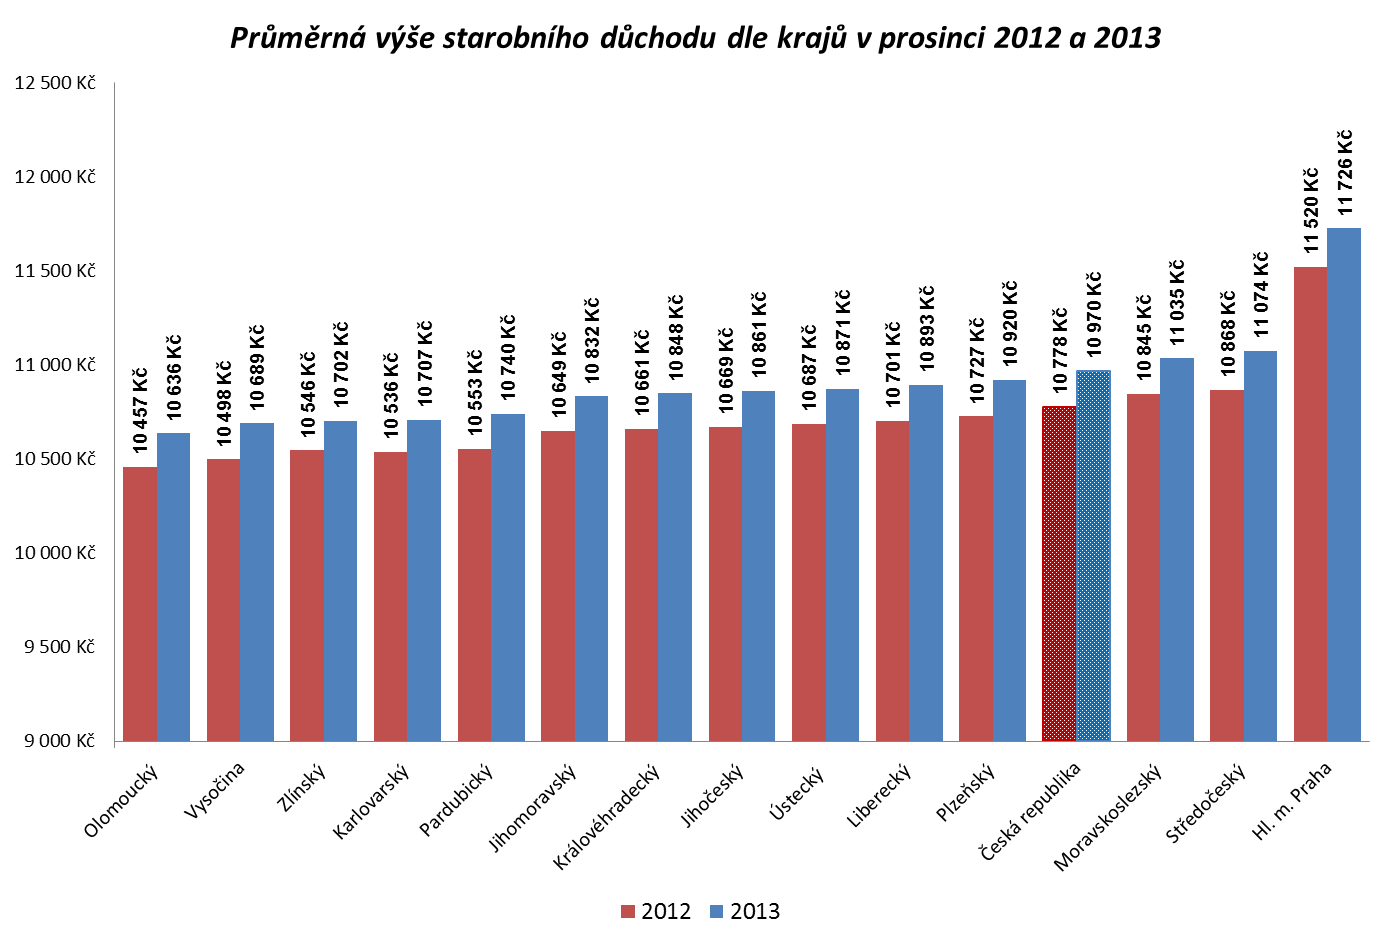 Průměrná výše starobního důchodu dle krajů v prosinci 2012 a 2013
12 500 Kč
12 000 Kč
11 500 Kč
11 000 Kč
10 500 Kč
10 000 Kč
9 500 Kč
9 000 Kč
10 457 Kč
10 636 Kč
10 498 Kč
10 689 Kč
10 546 Kč
10 702 Kč
10 536 Kč
10 707 Kč
10 553 Kč
10 740 Kč
10 649 Kč
10 832 Kč
10 661 Kč
10 848 Kč
10 669 Kč
10 861 Kč
10 687 Kč
10 871 Kč
10 701 Kč
10 893 Kč
10 727 Kč
10 920 Kč
10 778 Kč
10 970 Kč
10 845 Kč
11 035 Kč
10 868 Kč
11 074 Kč
11 520 Kč
11 726 Kč
Olomoucký
Vysočina
Zlínský
Karlovarský
Pardubický
Jihomoravský
Královéhradecký
Jihočeský
Ústecký
Liberecký
Plzeňský
Česká republika
Moravskoslezský
Středočeský
Hl. m. Praha
2012
2013